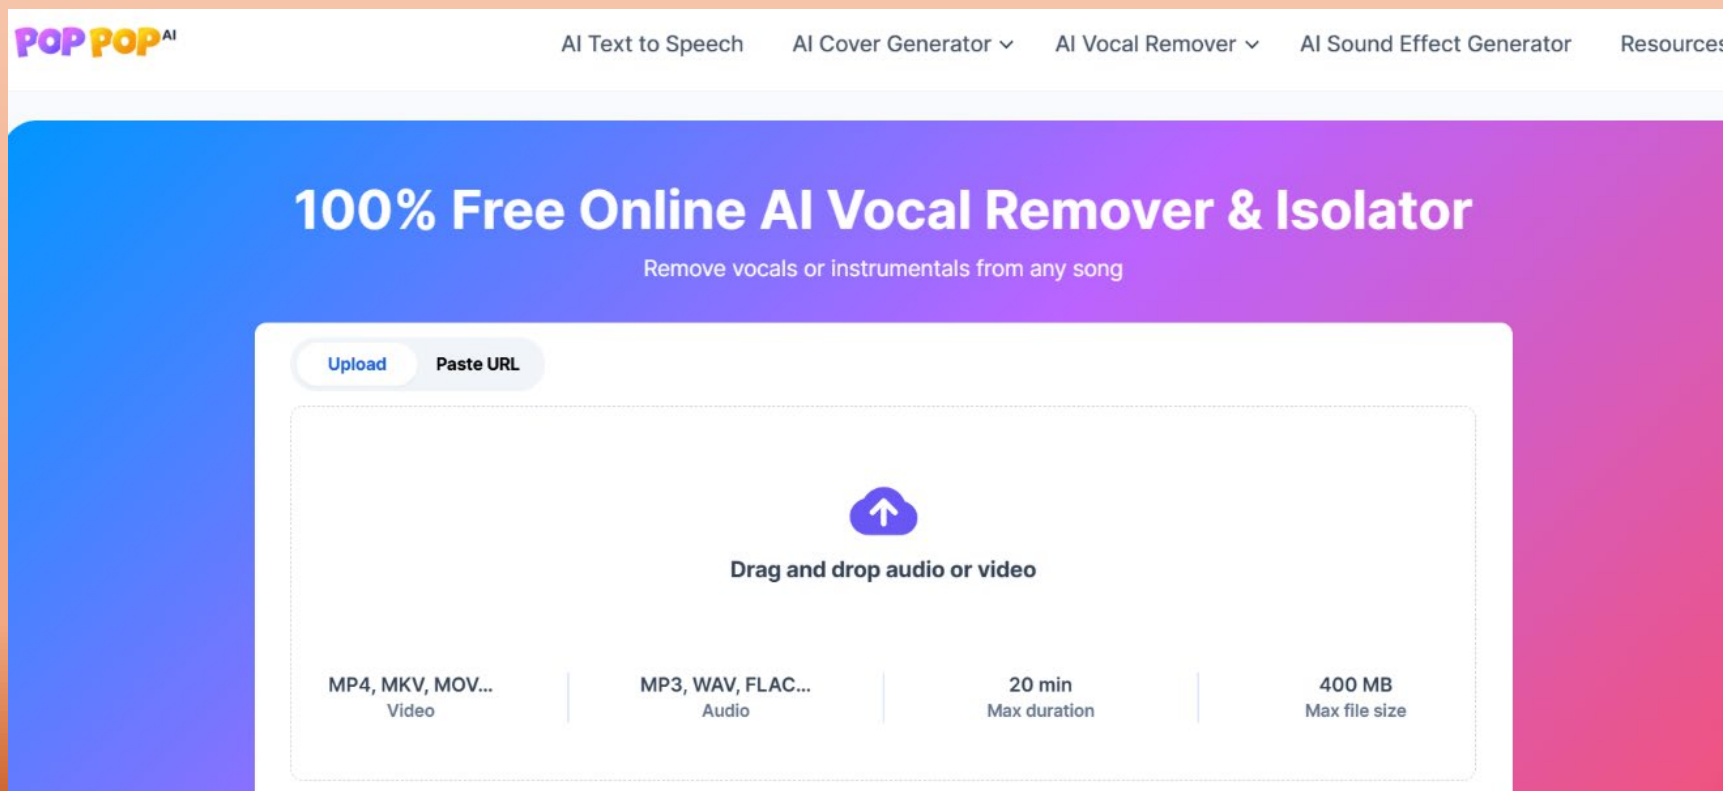 POP POP AI
AI Text to Speech AI Cover Generator AI Vocal Remover AI Sound Effect Generator Resources
100% Free Online AI Vocal Remover & Isolator
Remove vocals or instrumentals from any song
Upload Paste URL
Drag and drop audio or video
MP4, MKV, MOV... MP3, WAV, FLAC... 20 min 400 MB
Video Audio Max duration Max file size